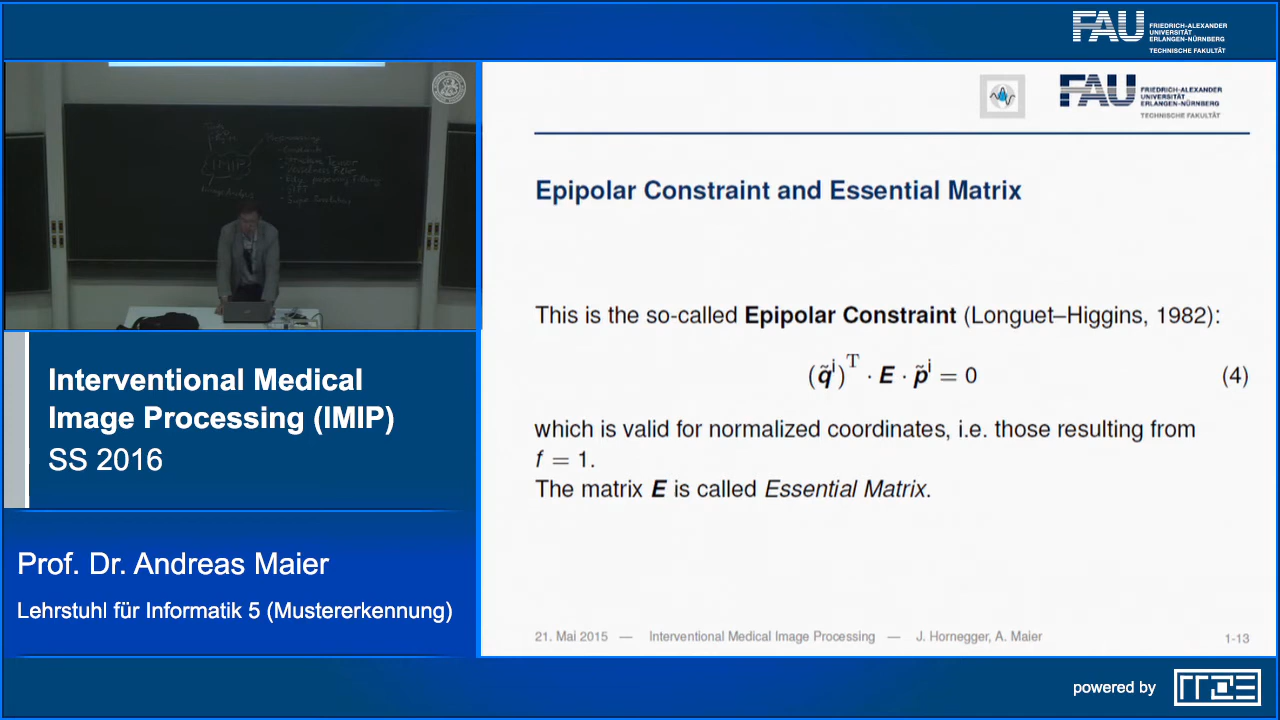 FAU
FRIEDRICH-ALEXANDER
UNIVERSITÄT
ERLANGEN-NÜRNBERG
TECHNISCHE FAKULTÄT
IMIP
FAU
FRIEDRICH-ALEXANDER
UNIVERSITÄT
ERLANGEN-NÜRNBERG
TECHNISCHE FAKULTÄT
Epipolar Constraint and Essential Matrix
This is the so-called Epipolar Constraint (Longuet–Higgins, 1982):
(q̃ⁱ)ᵀ · E · p̃ⁱ = 0 (4)
which is valid for normalized coordinates, i.e. those resulting from
f = 1.
The matrix E is called Essential Matrix.
21. Mai 2015 — Interventional Medical Image Processing — J. Hornegger, A. Maier 1-13
Interventional Medical
Image Processing (IMIP)
SS 2016
Prof. Dr. Andreas Maier
Lehrstuhl für Informatik 5 (Mustererkennung)
powered by